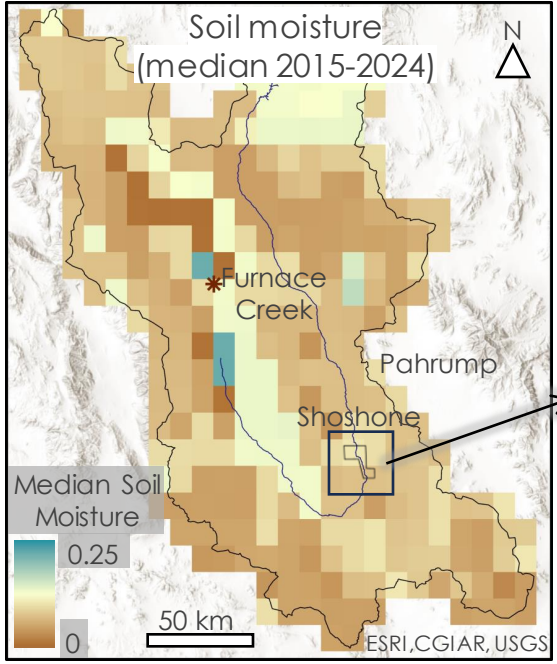 Soil moisture
(median 2015-2024)
N
Furnace
Creek
Pahrump
Shoshone
Median Soil
Moisture
0.25
0
50 km
ESRI,CGIAR,USGS